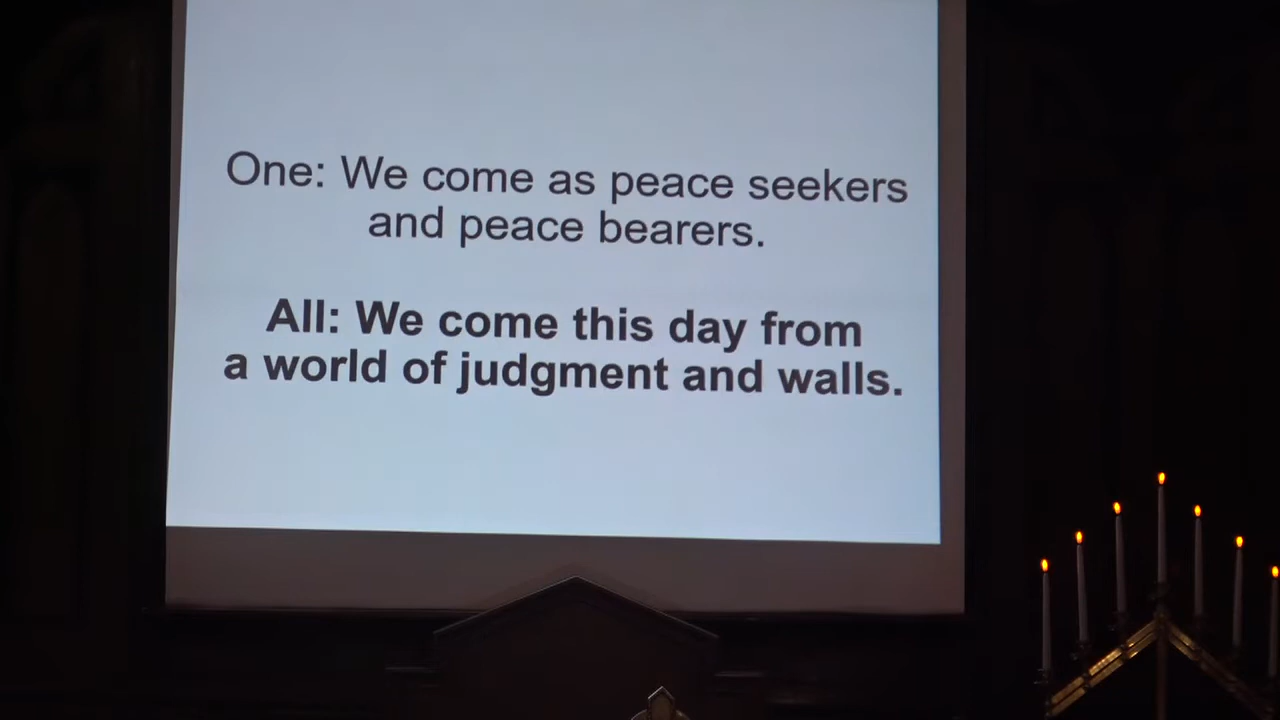 One: We come as peace seekers
and peace bearers.
All: We come this day from
a world of judgment and walls.